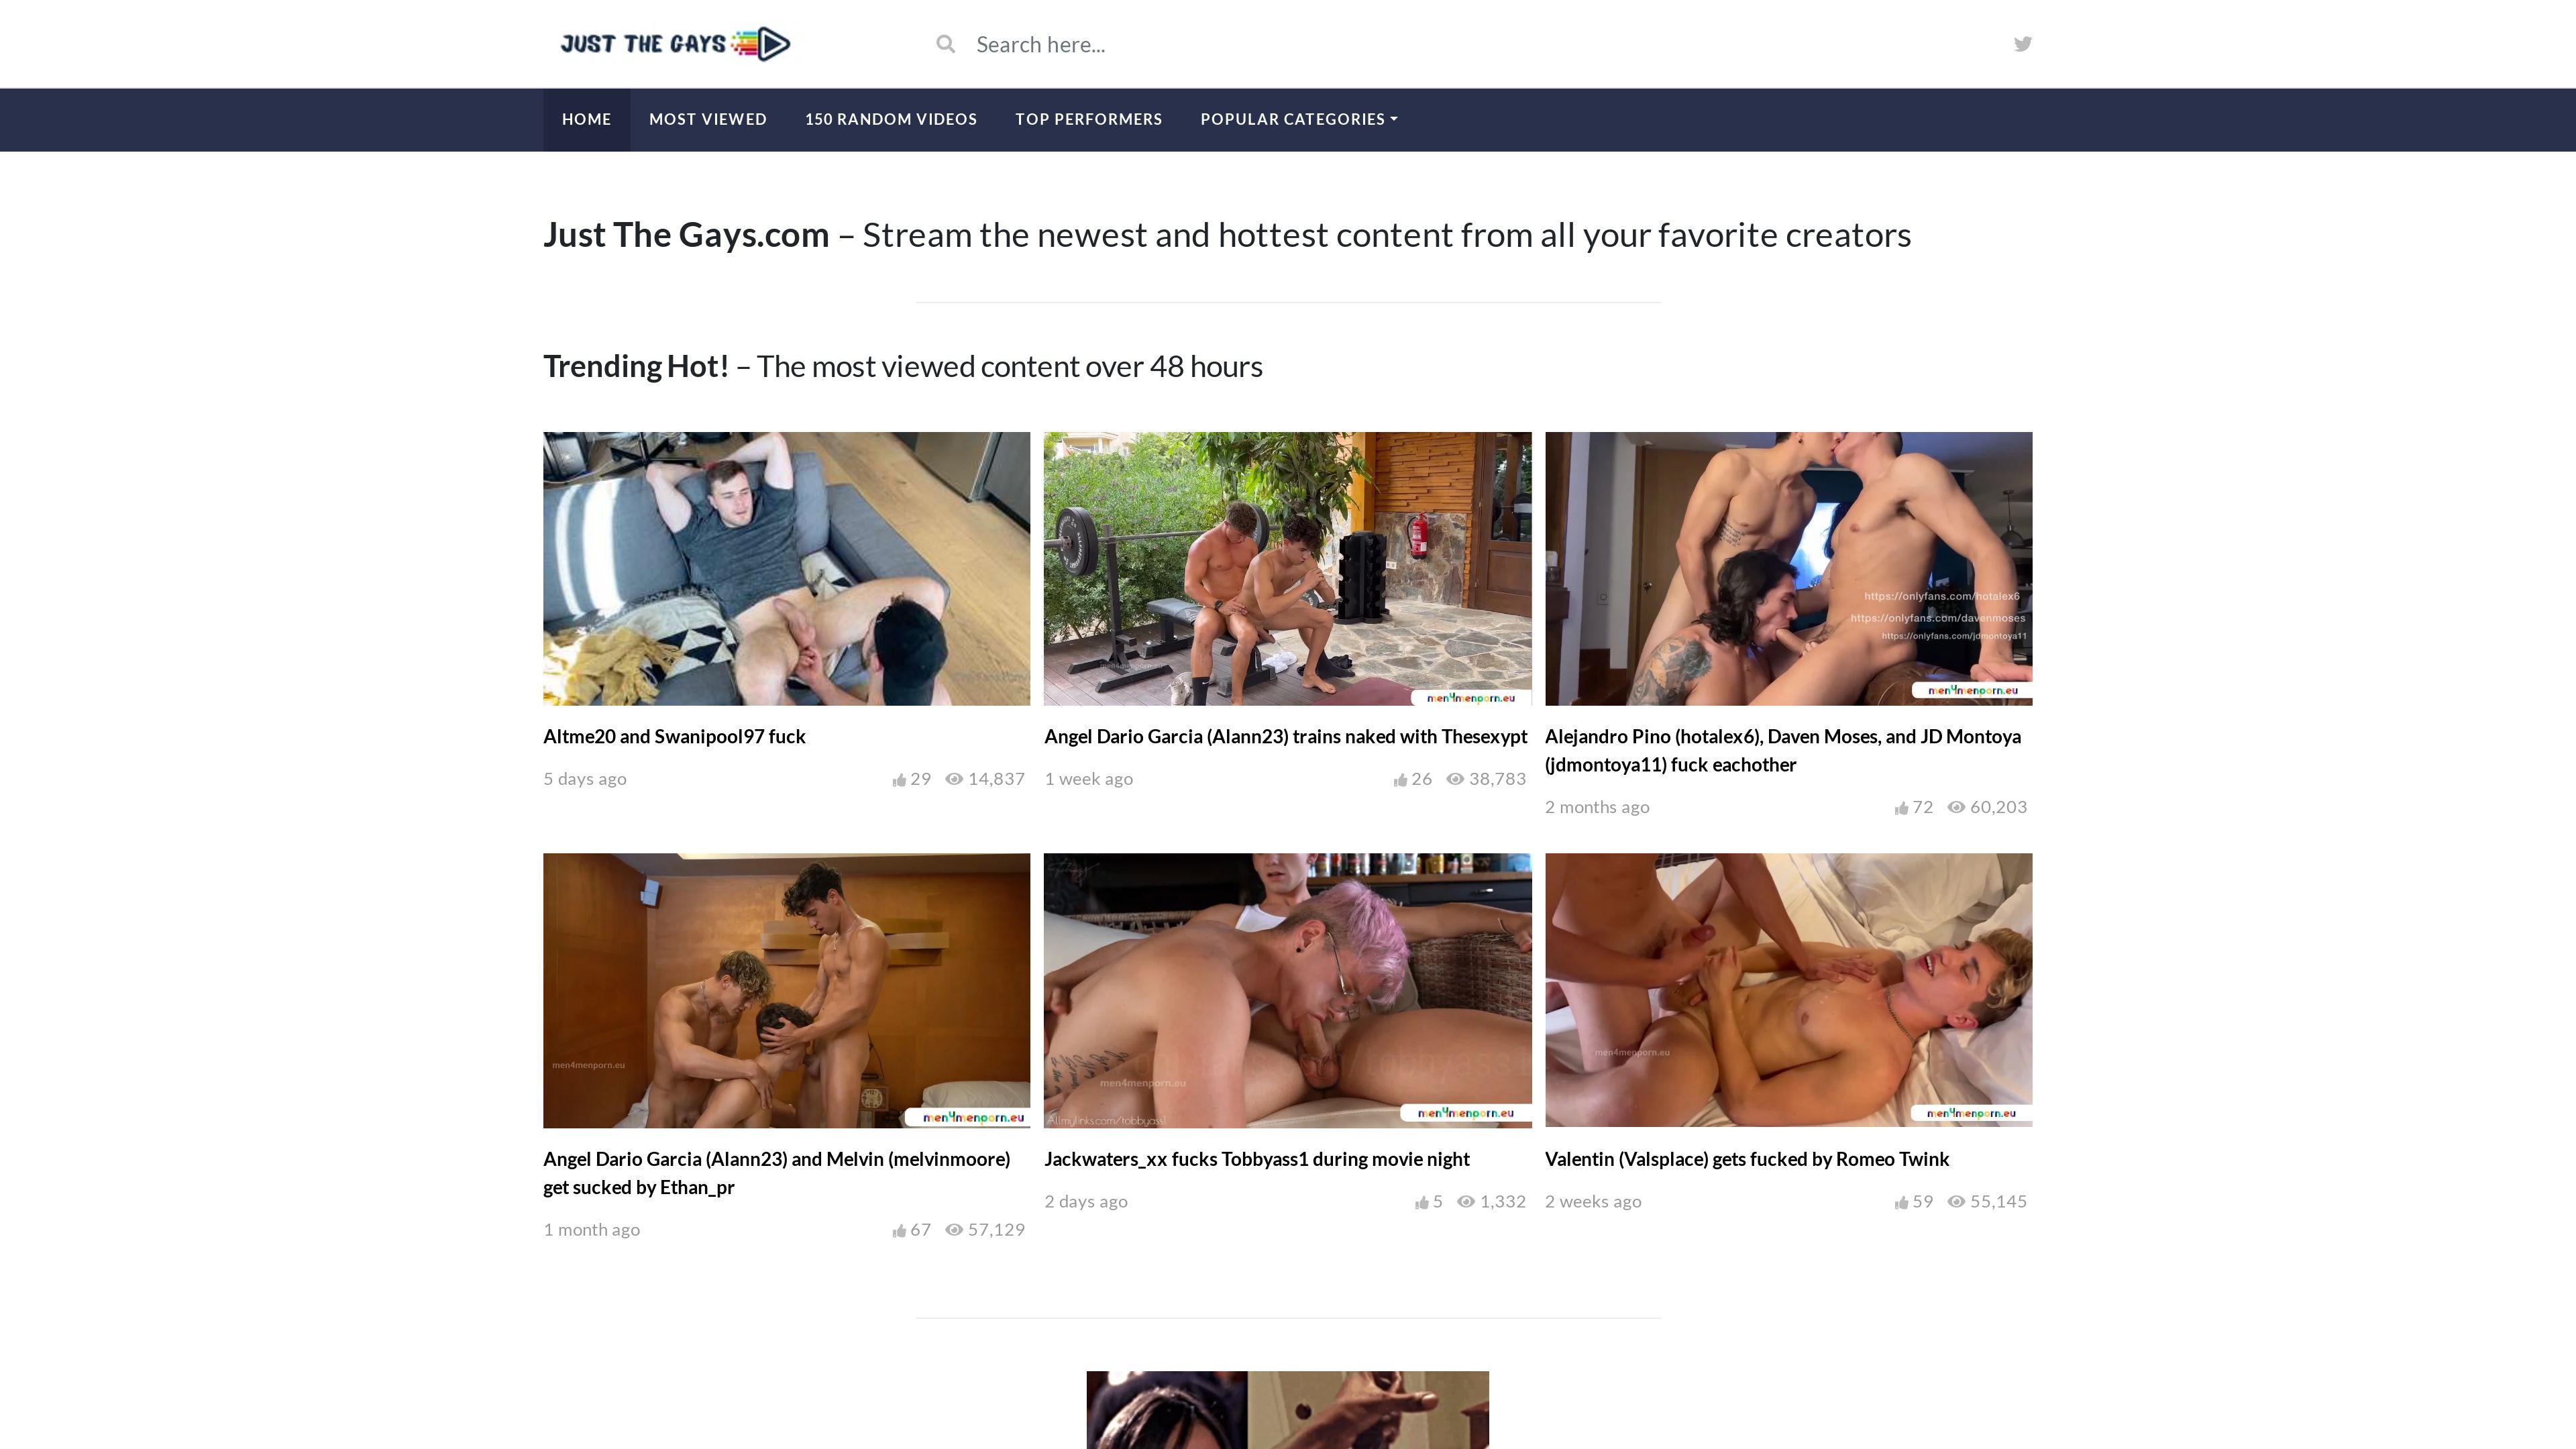 JUST THE GAYS
Search here...
HOME
MOST VIEWED
150 RANDOM VIDEOS
TOP PERFORMERS
POPULAR CATEGORIES
Just The Gays.com – Stream the newest and hottest content from all your favorite creators
Trending Hot! – The most viewed content over 48 hours
men4menporn.eu
https://onlyfans.com/hotalex6
https://onlyfans.com/davenmoses
https://onlyfans.com/jdmontoya11
men4menporn.eu
Altme20 and Swanipool97 fuck
5 days ago
29
14,837
Angel Dario Garcia (Alann23) trains naked with Thesexypt
1 week ago
26
38,783
Alejandro Pino (hotalex6), Daven Moses, and JD Montoya
(jdmontoya11) fuck eachother
2 months ago
72
60,203
men4menporn.eu
men4menporn.eu
men4menporn.eu
Allmylinks.com/tobbyass1
men4menporn.eu
men4menporn.eu
men4menporn.eu
Angel Dario Garcia (Alann23) and Melvin (melvinmoore)
get sucked by Ethan_pr
1 month ago
67
57,129
Jackwaters_xx fucks Tobbyass1 during movie night
2 days ago
5
1,332
Valentin (Valsplace) gets fucked by Romeo Twink
2 weeks ago
59
55,145